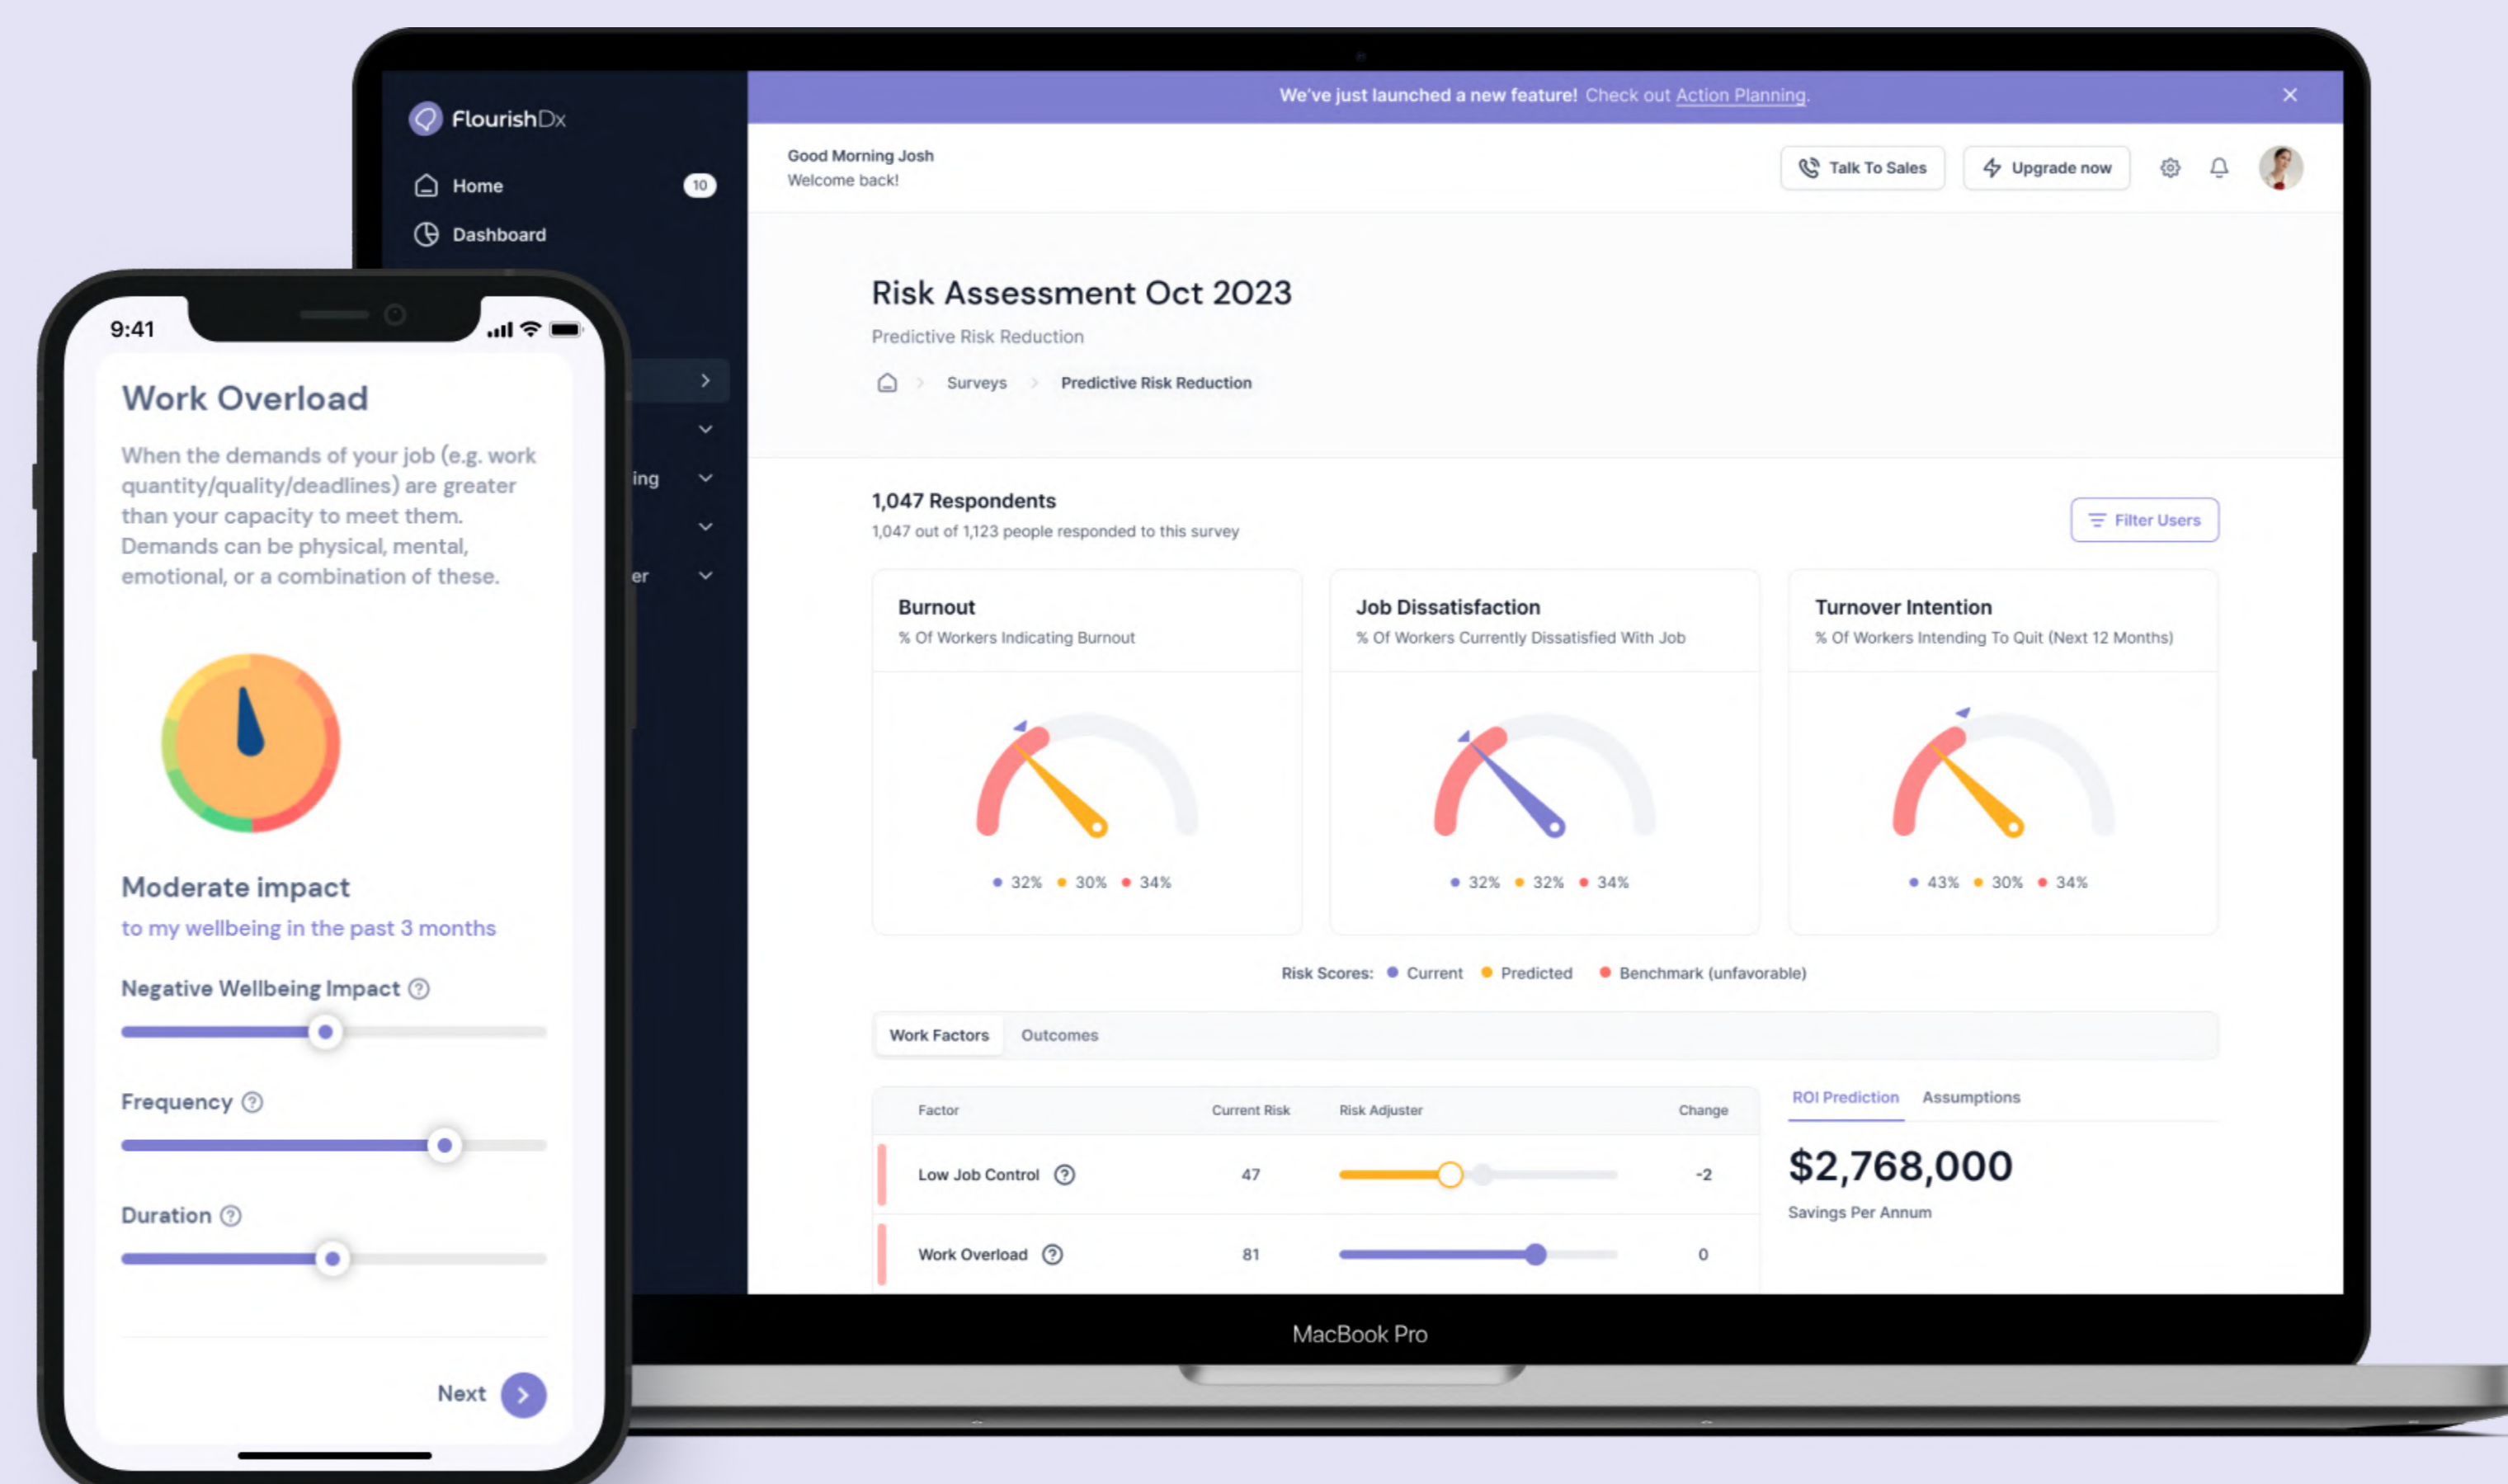 FlourishDx
Home
10
Dashboard
ing
er
We've just launched a new feature! Check out Action Planning.
Good Morning Josh
Welcome back!
Talk To Sales
Upgrade now
Risk Assessment Oct 2023
Predictive Risk Reduction
Surveys
Predictive Risk Reduction
1,047 Respondents
1,047 out of 1,123 people responded to this survey
Filter Users
Burnout
% Of Workers Indicating Burnout
32% 30% 34%
Job Dissatisfaction
% Of Workers Currently Dissatisfied With Job
32% 32% 34%
Turnover Intention
% Of Workers Intending To Quit (Next 12 Months)
43% 30% 34%
Risk Scores: Current Predicted Benchmark (unfavorable)
Work Factors Outcomes
Factor Current Risk Risk Adjuster Change
Low Job Control 47 -2
Work Overload 81 0
ROI Prediction Assumptions
$2,768,000
Savings Per Annum
MacBook Pro
9:41
Work Overload
When the demands of your job (e.g. work
quantity/quality/deadlines) are greater
than your capacity to meet them.
Demands can be physical, mental,
emotional, or a combination of these.
Moderate impact
to my wellbeing in the past 3 months
Negative Wellbeing Impact
Frequency
Duration
Next